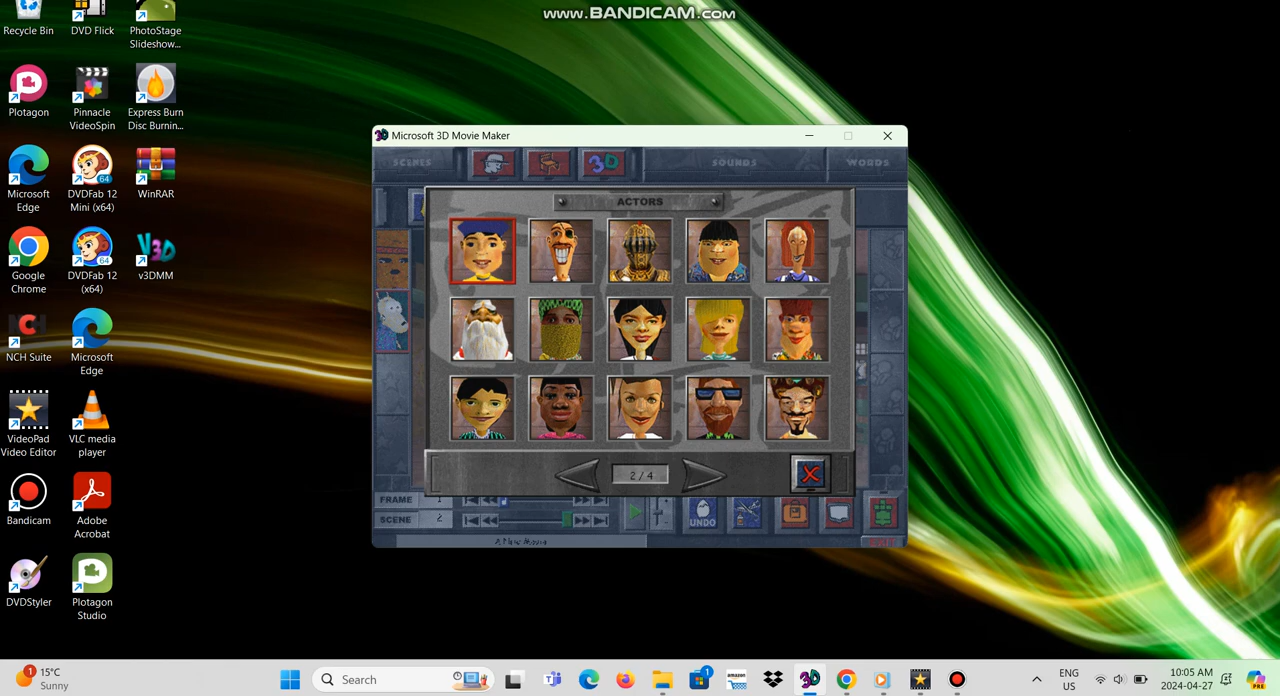 www.BANDICAM.com
Recycle Bin
DVD Flick
PhotoStage
Slideshow...
Plotagon
Pinnacle
VideoSpin
Express Burn
Disc Burnin...
Microsoft
Edge
DVDFab 12
Mini (x64)
WinRAR
Google
Chrome
DVDFab 12
(x64)
v3DMM
NCH Suite
Microsoft
Edge
VideoPad
Video Editor
VLC media
player
Bandicam
Adobe
Acrobat
DVDStyler
Plotagon
Studio
Microsoft 3D Movie Maker
SCENES
3D
SOUNDS
WORDS
ACTORS
2/4
FRAME 1
SCENE 2
UNDO
15°C
Sunny
Search
ENG
US
10:05 AM
2024-04-27